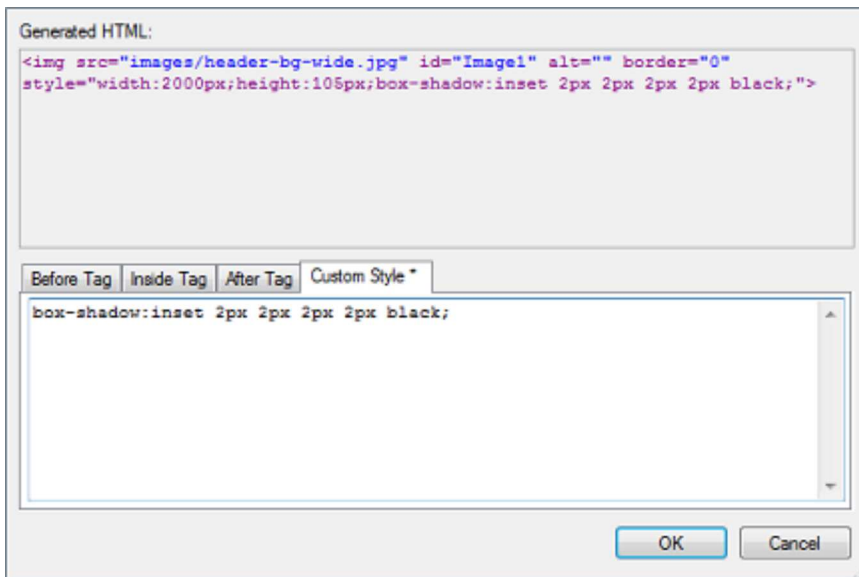 Generated HTML:
<img src="images/header-bg-wide.jpg" id="Image1" alt="" border="0"
style="width:2000px;height:105px;box-shadow:inset 2px 2px 2px 2px black;">
Before Tag Inside Tag After Tag Custom Style *
box-shadow:inset 2px 2px 2px 2px black;
OK Cancel